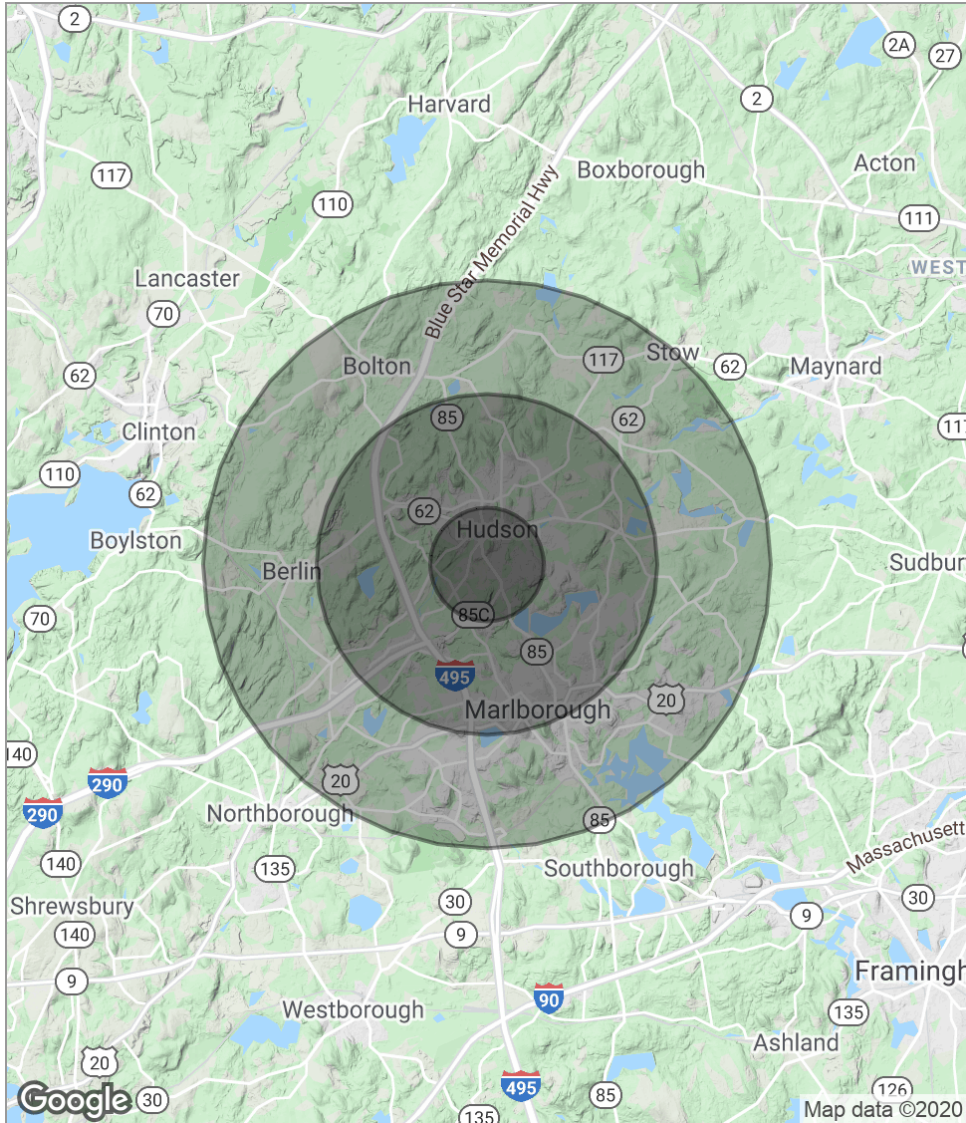 2
2A
27
Harvard
2
Boxborough
Acton
117
110
111
Blue Star Memorial Hwy
WEST
Lancaster
70
117
Stow
62
Bolton
62
Maynard
85
62
117
Clinton
110
62
62
Hudson
Boylston
Berlin
Sudbur
70
85C
85
495
20
Marlborough
140
290
290
20
Northborough
85
Massachusett
140
135
Southborough
30
30
Shrewsbury
9
140
9
9
Framingh
Westborough
90
135
Ashland
20
495
30
85
126
135
Google
Map data ©2020